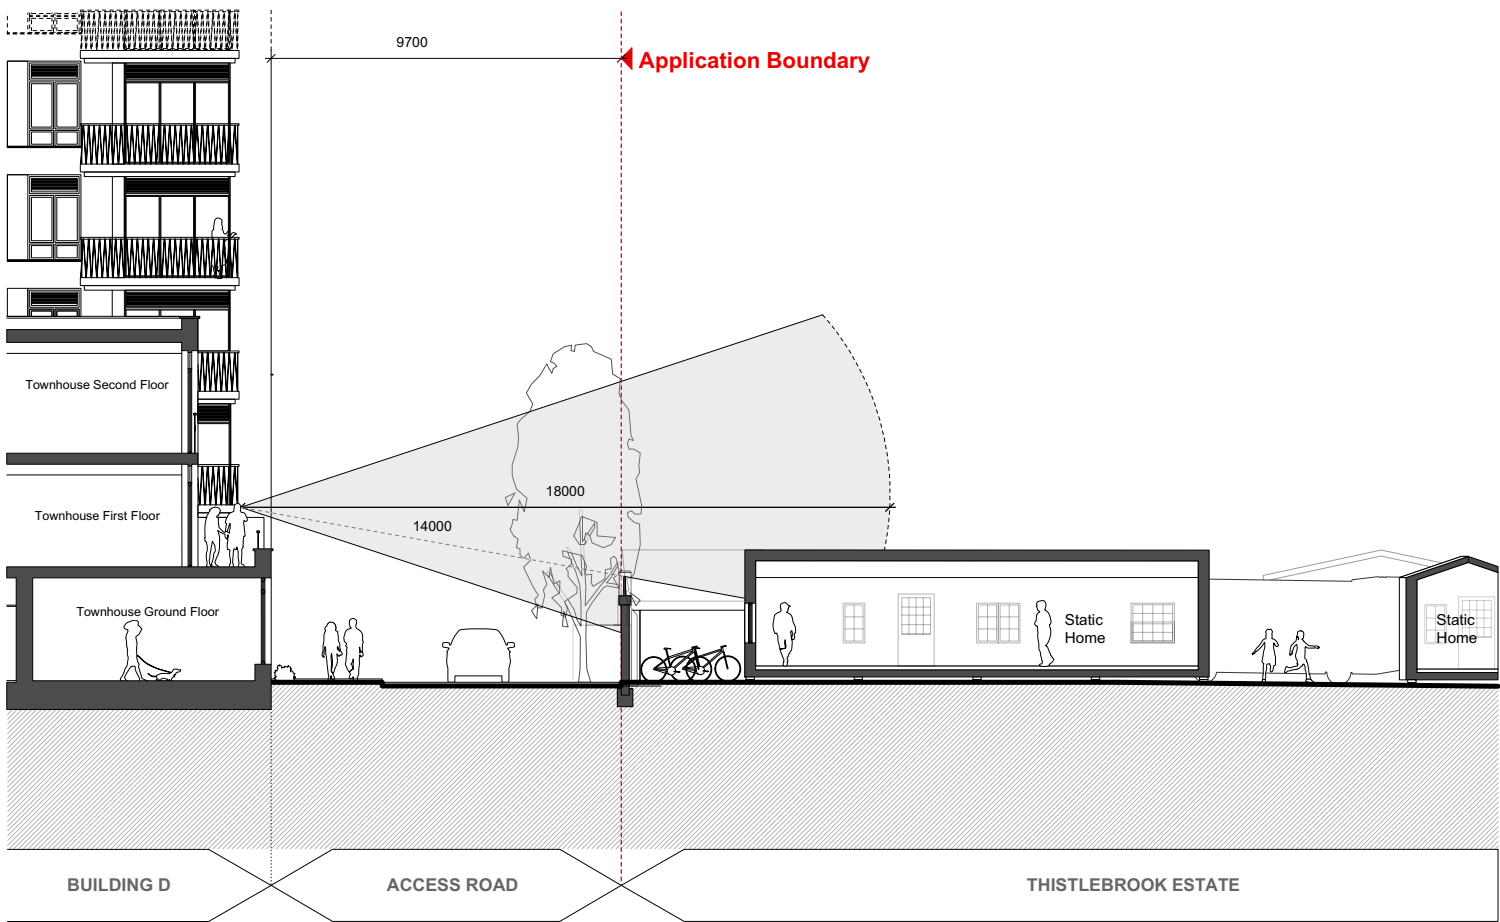 9700
Application Boundary
Townhouse Second Floor
18000
Townhouse First Floor
14000
Townhouse Ground Floor
Static
Home
Static
Home
BUILDING D
ACCESS ROAD
THISTLEBROOK ESTATE